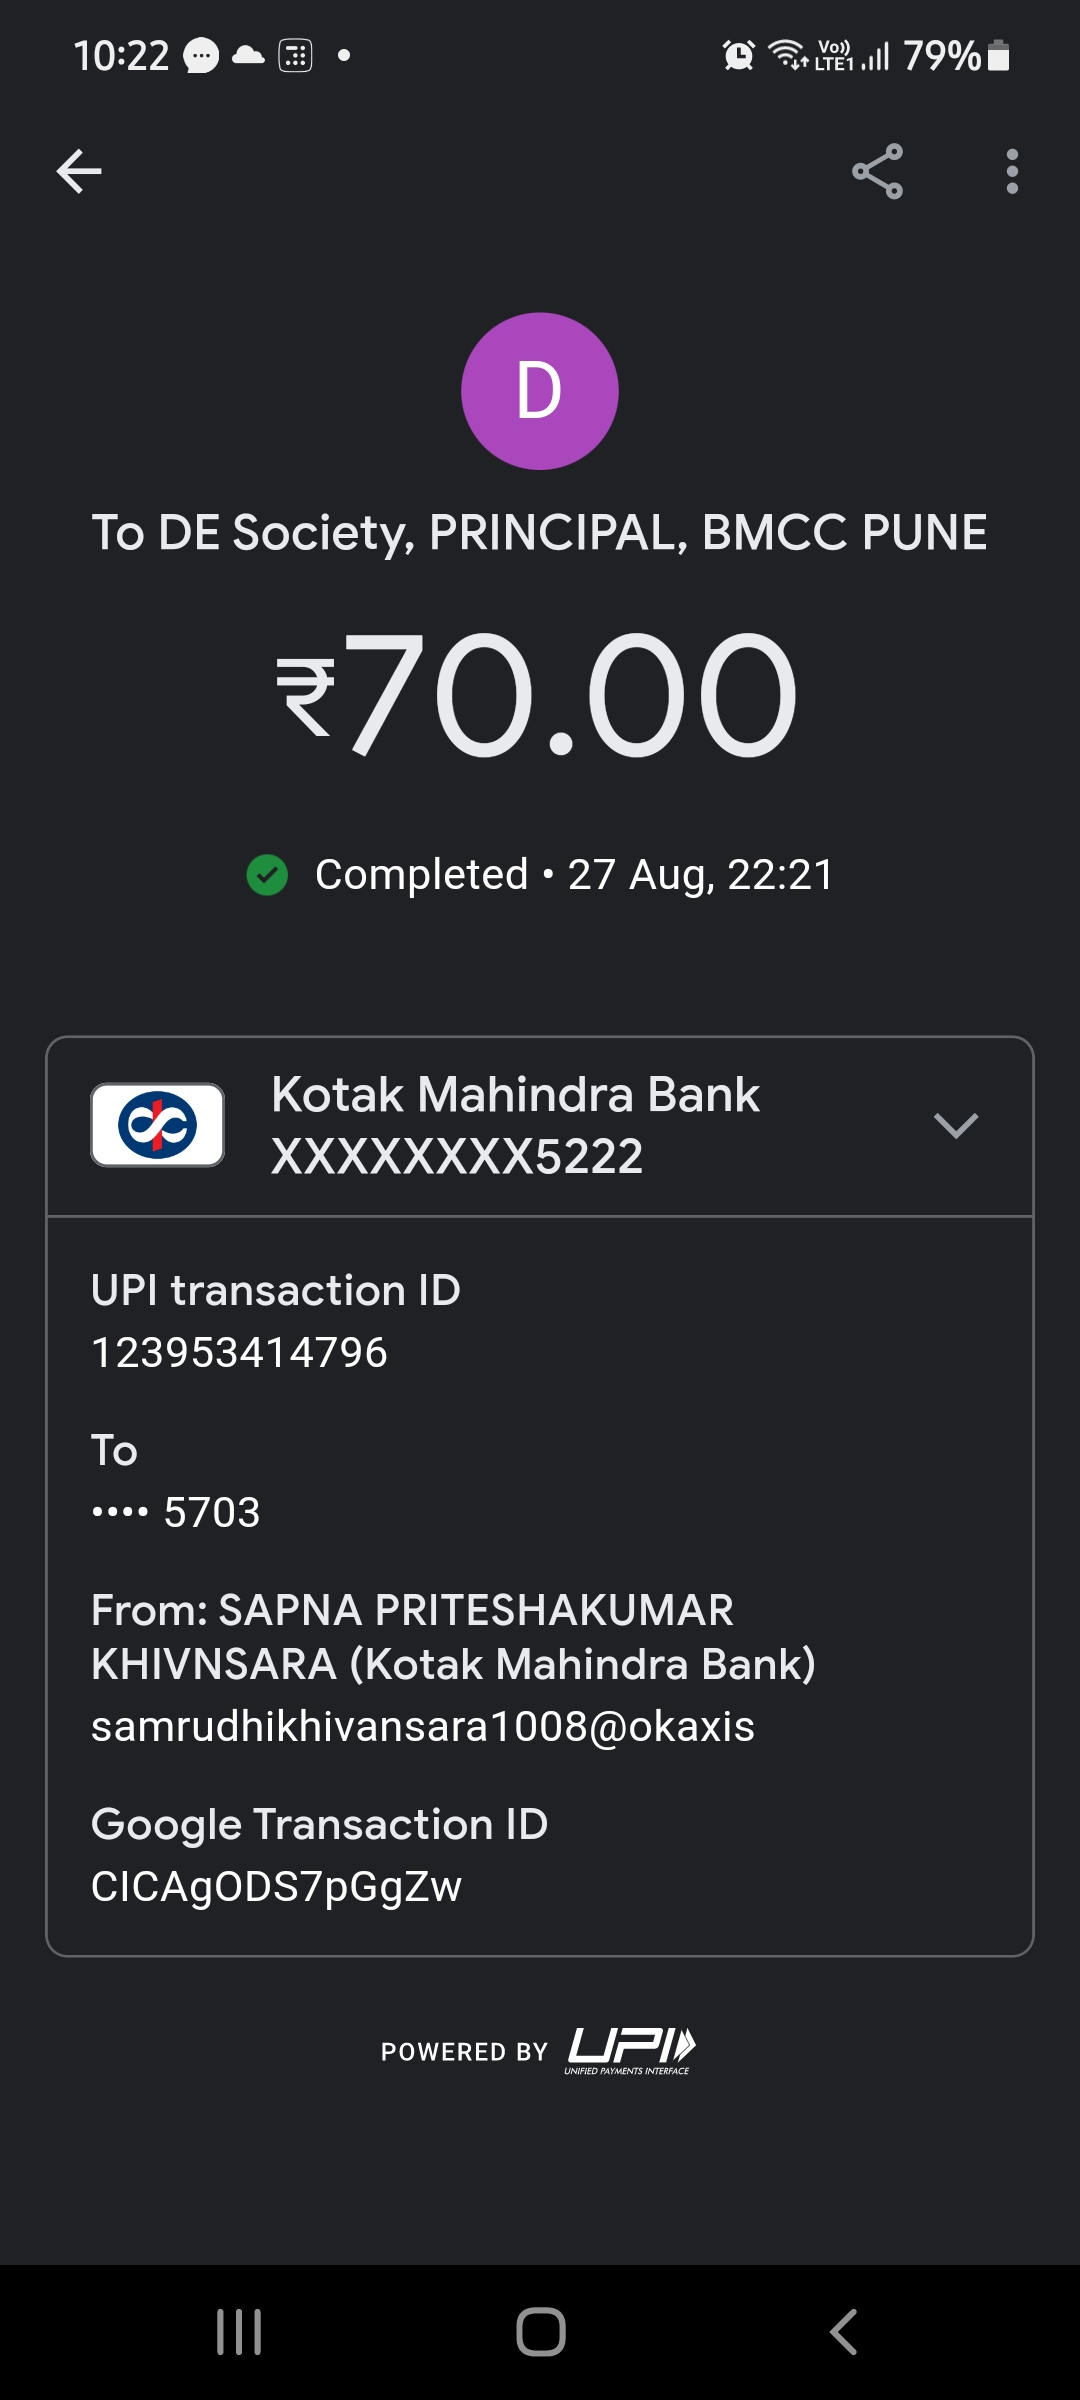 10:22 Vo)) LTE1 79%
D
To DE Society, PRINCIPAL, BMCC PUNE
₹70.00
Completed • 27 Aug, 22:21
Kotak Mahindra Bank
XXXXXXXX5222
UPI transaction ID
123953414796
To
•••• 5703
From: SAPNA PRITESHAKUMAR
KHIVNSARA (Kotak Mahindra Bank)
samrudhikhivansara1008@okaxis
Google Transaction ID
CICAgODS7pGgZw
POWERED BY UPI
UNIFIED PAYMENTS INTERFACE